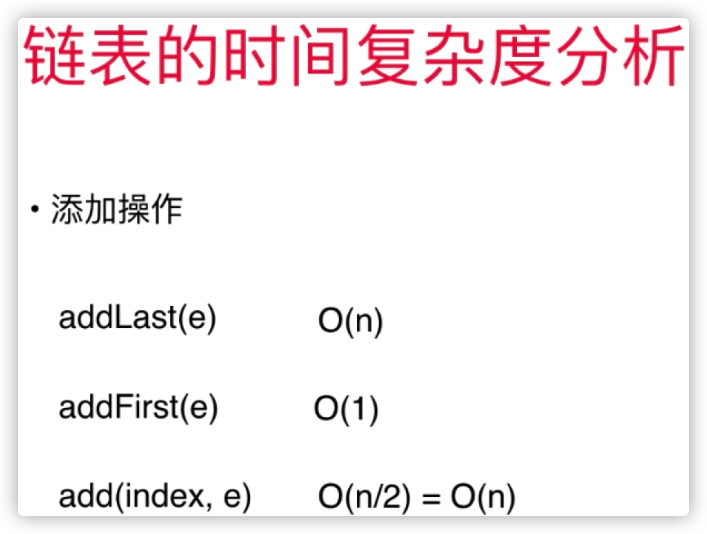 链表的时间复杂度分析
• 添加操作
addLast(e) O(n)
addFirst(e) O(1)
add(index, e) O(n/2) = O(n)